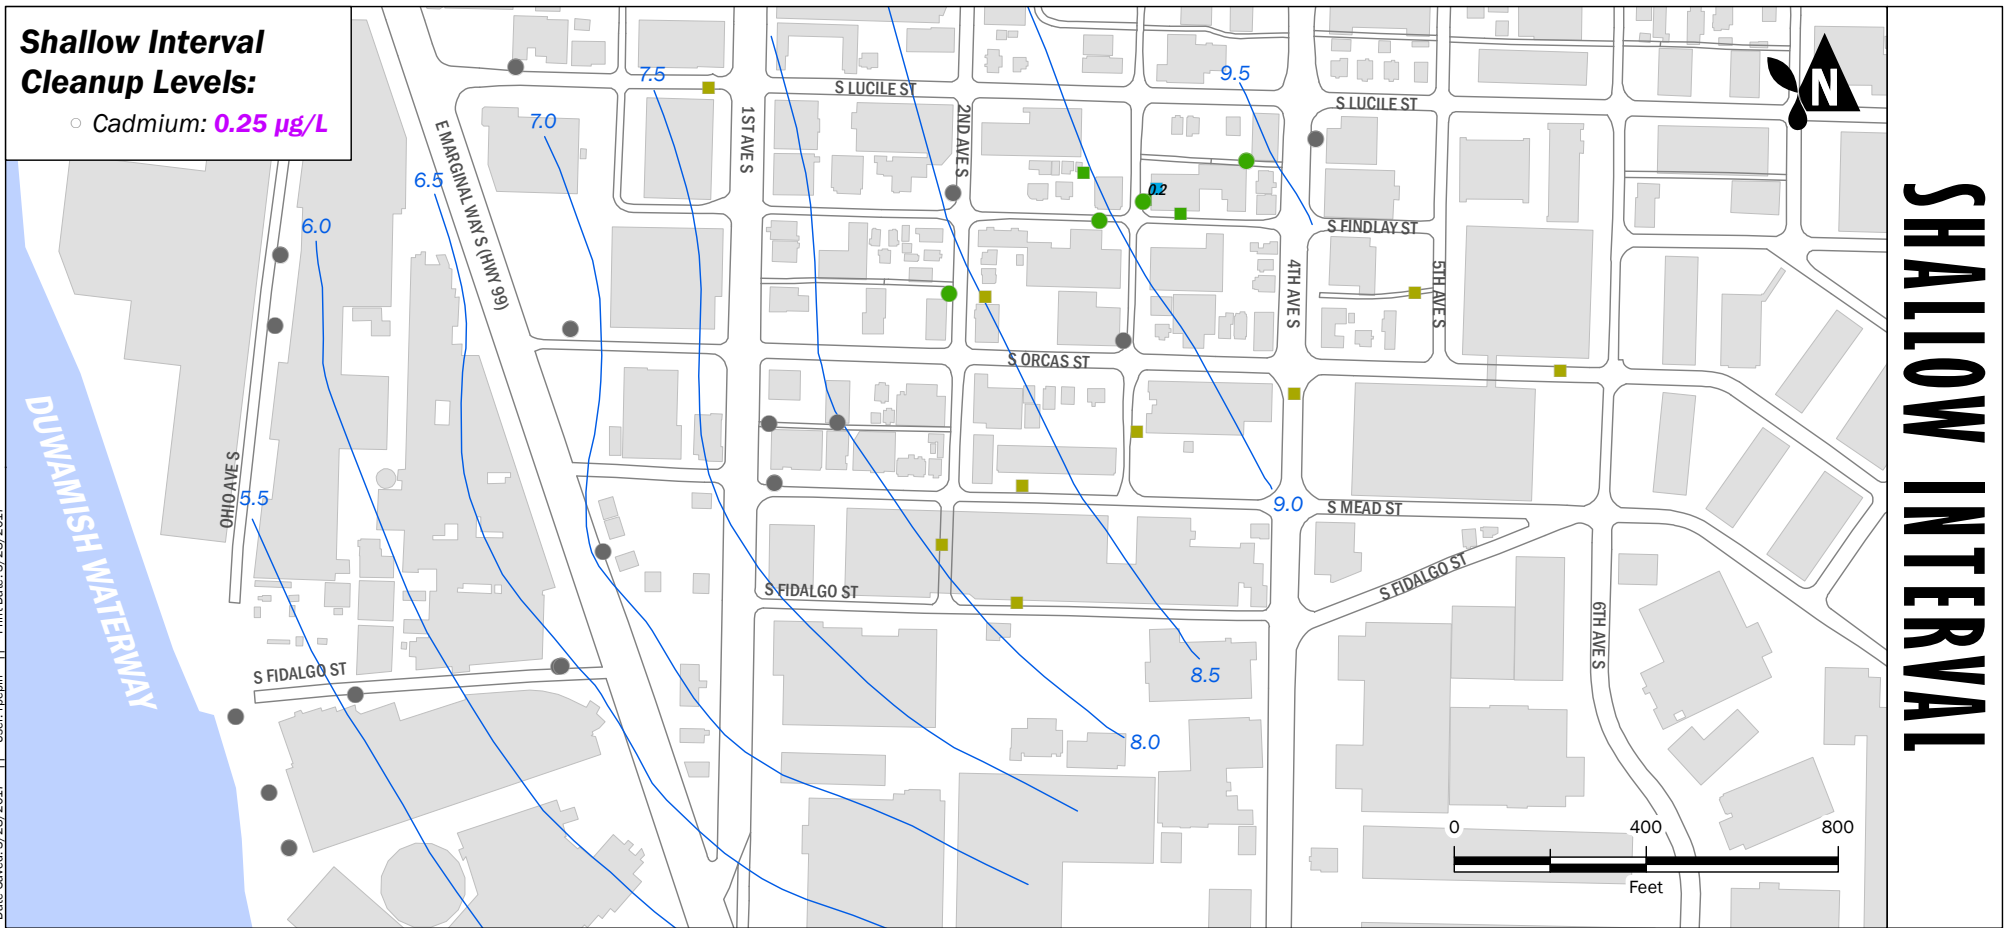 Shallow Interval
Cleanup Levels:
Cadmium: 0.25 µg/L
N
SHALLOW INTERVAL
7.5
9.5
S LUCILE ST
S LUCILE ST
7.0
E MARGINAL WAY S (HWY 99)
1ST AVE S
2ND AVE S
6.5
0.2
6.0
S FINDLAY ST
4TH AVE S
5TH AVE S
S ORCAS ST
DUWAMISH WATERWAY
OHIO AVE S
5.5
9.0
S MEAD ST
S FIDALGO ST
S FIDALGO ST
6TH AVE S
S FIDALGO ST
8.5
8.0
0 400 800
Feet